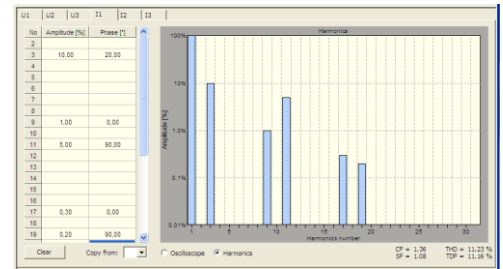 U1 U2 U3 I1 I2 I3
No Amplitude [%] Phase [°]
2
3 10,00 20,00
4
5
6
7
8
9 1,00 0,00
10
11 5,00 90,00
12
13
14
15
16
17 0,30 0,00
18
19 0,20 90,00
Clear Copy from:
Harmonics
Amplitude [%]
100%
10%
1.0%
0.1%
0.01%
1 5 10 15 20 25 30
Harmonics number
Oscilloscope Harmonics
CF = 1.36 THD = 11.23 %
SF = 1.08 TDF = 11.16 %